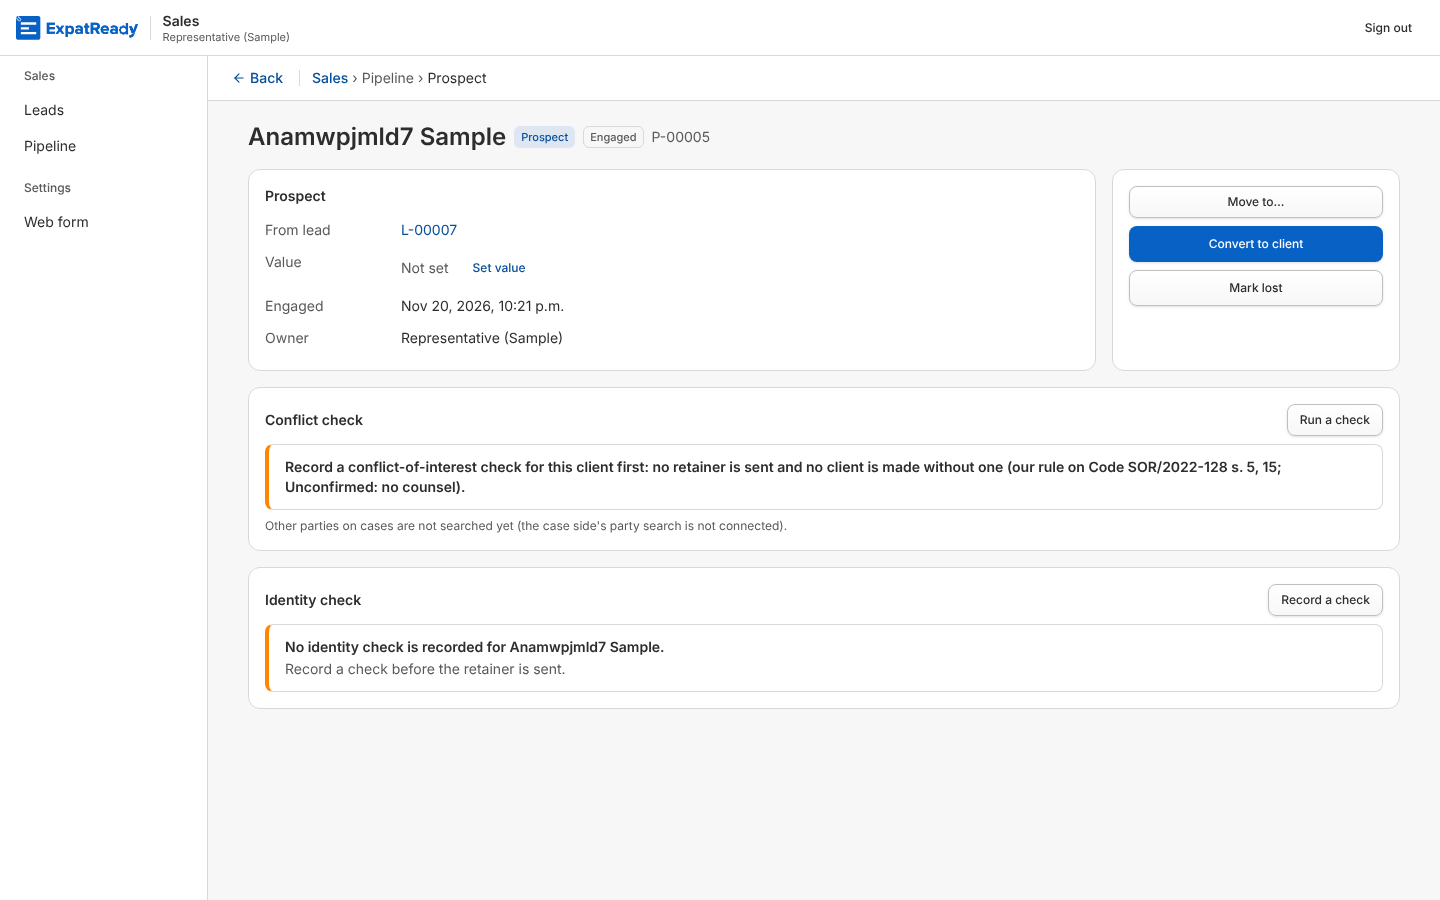 ExpatReady
Sales
Representative (Sample)
Sign out
Sales
Leads
Pipeline
Settings
Web form
← Back
Sales › Pipeline › Prospect
Anamwpjmld7 Sample Prospect Engaged P-00005
Prospect
From lead L-00007
Value Not set Set value
Engaged Nov 20, 2026, 10:21 p.m.
Owner Representative (Sample)
Move to...
Convert to client
Mark lost
Conflict check
Run a check
Record a conflict-of-interest check for this client first: no retainer is sent and no client is made without one (our rule on Code SOR/2022-128 s. 5, 15;
Unconfirmed: no counsel).
Other parties on cases are not searched yet (the case side's party search is not connected).
Identity check
Record a check
No identity check is recorded for Anamwpjmld7 Sample.
Record a check before the retainer is sent.